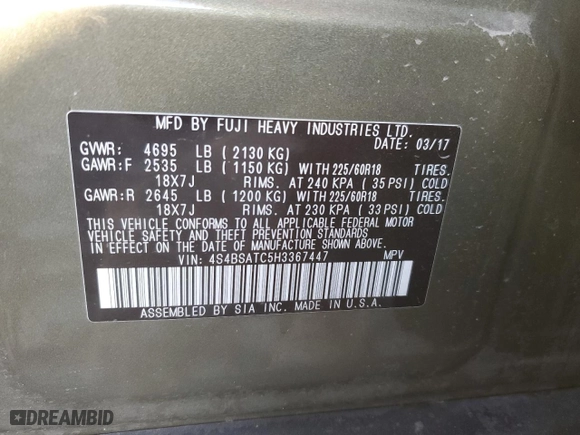 MFD BY FUJI HEAVY INDUSTRIES LTD.
DATE: 03/17
GVWR: 4695 LB ( 2130 KG)
GAWR:F 2535 LB ( 1150 KG) WITH 225/60R18 TIRES.
18X7J RIMS. AT 240 KPA ( 35 PSI) COLD
GAWR:R 2645 LB ( 1200 KG) WITH 225/60R18 TIRES.
18X7J RIMS. AT 230 KPA ( 33 PSI) COLD
THIS VEHICLE CONFORMS TO ALL APPLICABLE FEDERAL MOTOR
VEHICLE SAFETY AND THEFT PREVENTION STANDARDS
IN EFFECT ON THE DATE OF MANUFACTURE SHOWN ABOVE.
VIN: 4S4BSATC5H3367447 MPV
ASSEMBLED BY SIA INC. MADE IN U.S.A.
DREAMBID